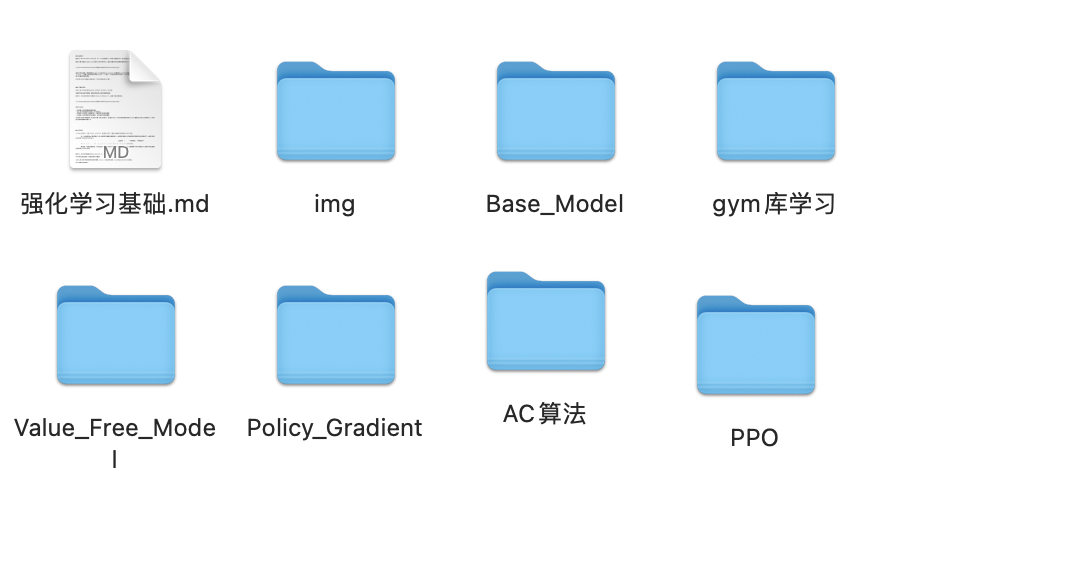 MD
强化学习基础.md
img
Base_Model
gym库学习
Value_Free_Mode
l
Policy_Gradient
AC算法
PPO